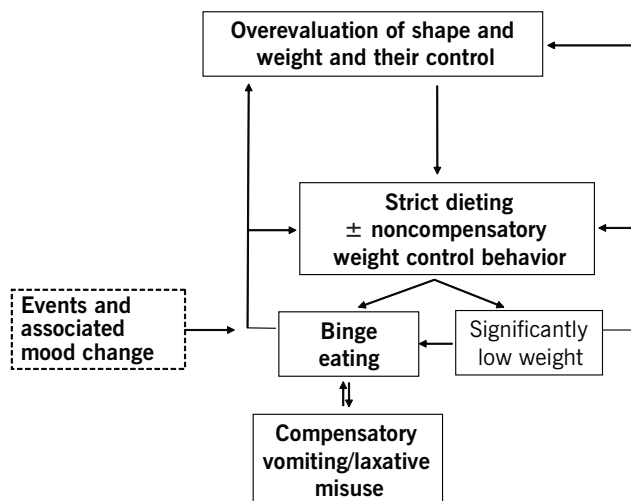 Overevaluation of shape and
weight and their control
Strict dieting
± noncompensatory
weight control behavior
Events and
associated
mood change
Binge
eating
Significantly
low weight
Compensatory
vomiting/laxative
misuse